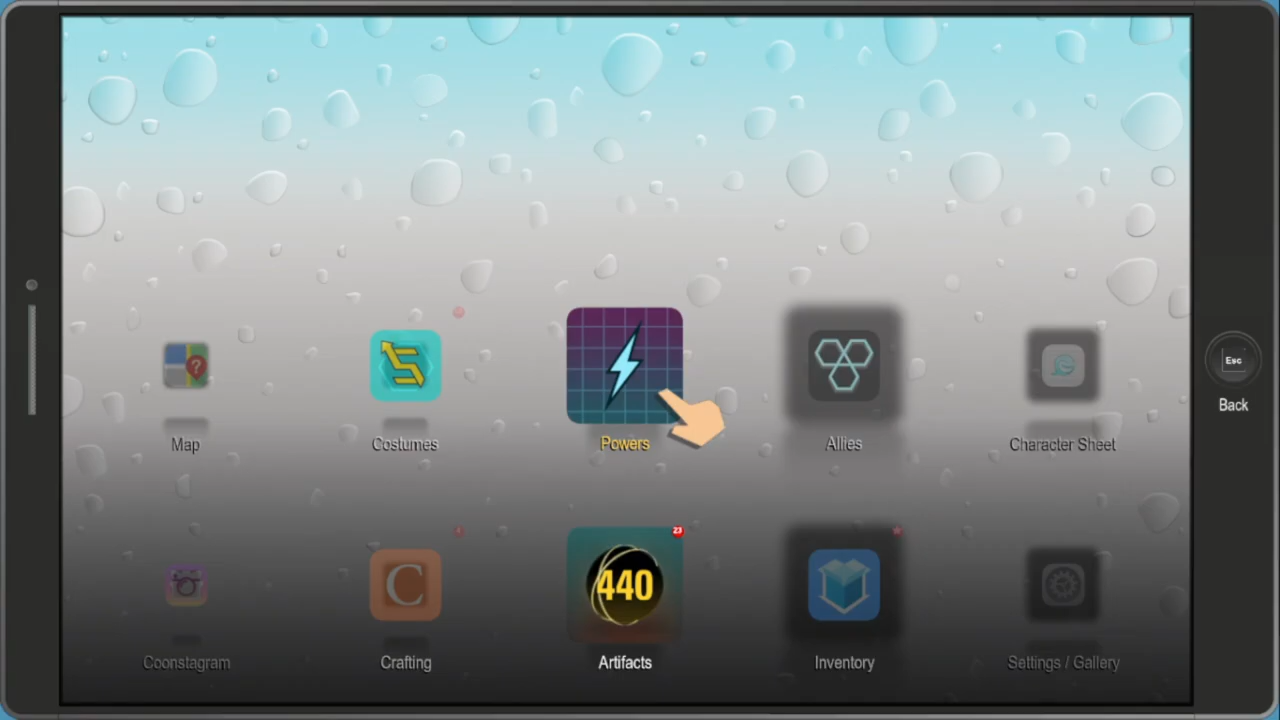 Esc
Back
?
Map
Costumes
Powers
Allies
Character Sheet
23
C
440
Coonstagram
Crafting
Artifacts
Inventory
Settings / Gallery